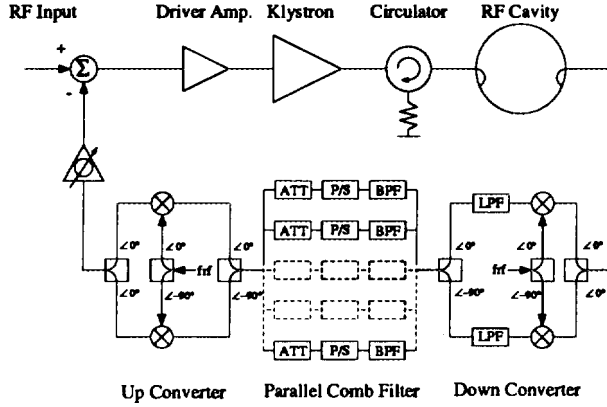 RF Input Driver Amp. Klystron Circulator RF Cavity
+
Σ
-
ATT P/S BPF
ATT P/S BPF
LPF
∠0° ∠0° ∠0° ∠0° ∠0°
frf frf
∠0° ∠-90° ∠-90° ∠0° ∠-90° ∠-90°
LPF
ATT P/S BPF
Up Converter Parallel Comb Filter Down Converter